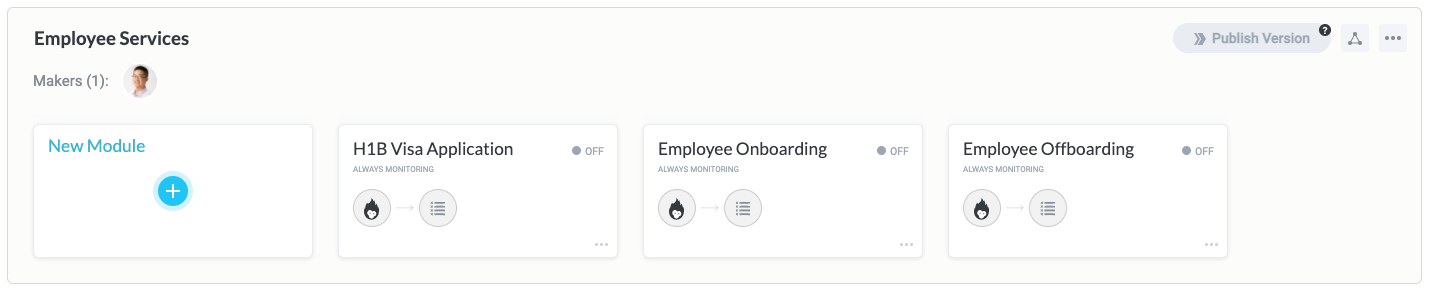 Employee Services
Publish Version
?
Makers (1):
New Module
H1B Visa Application
OFF
ALWAYS MONITORING
Employee Onboarding
OFF
ALWAYS MONITORING
Employee Offboarding
OFF
ALWAYS MONITORING